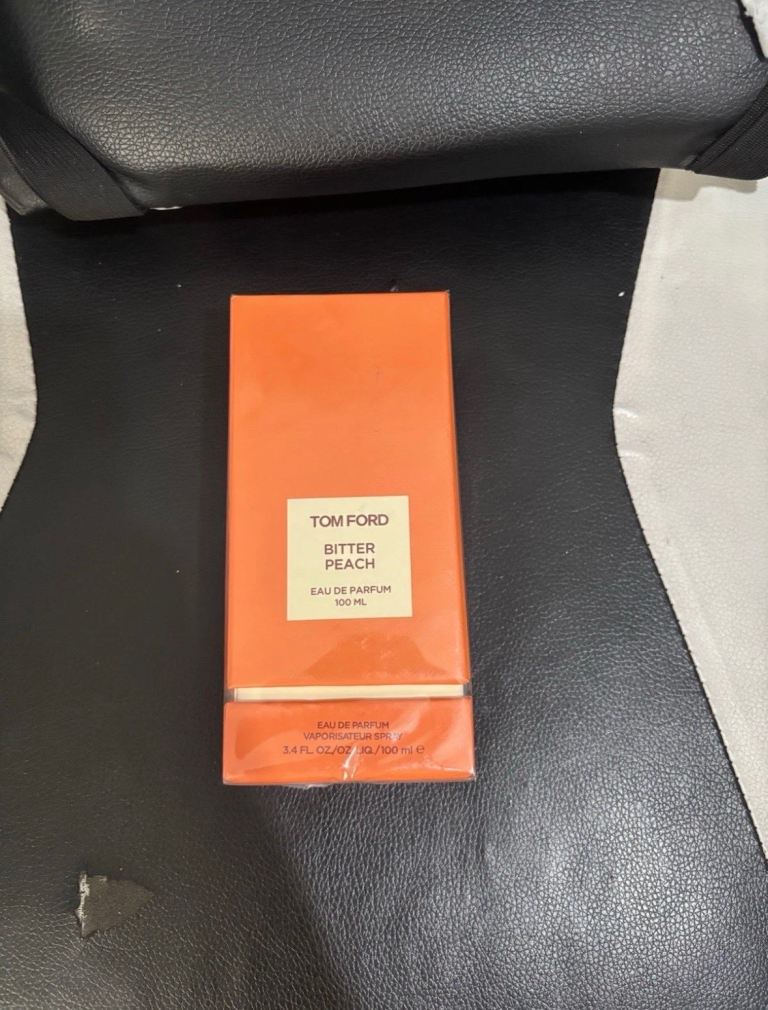 TOM FORD
BITTER
PEACH
EAU DE PARFUM
100 ML
EAU DE PARFUM
VAPORISATEUR SPRAY
3.4 FL. OZ./OZ LIQ./100 ml ℮